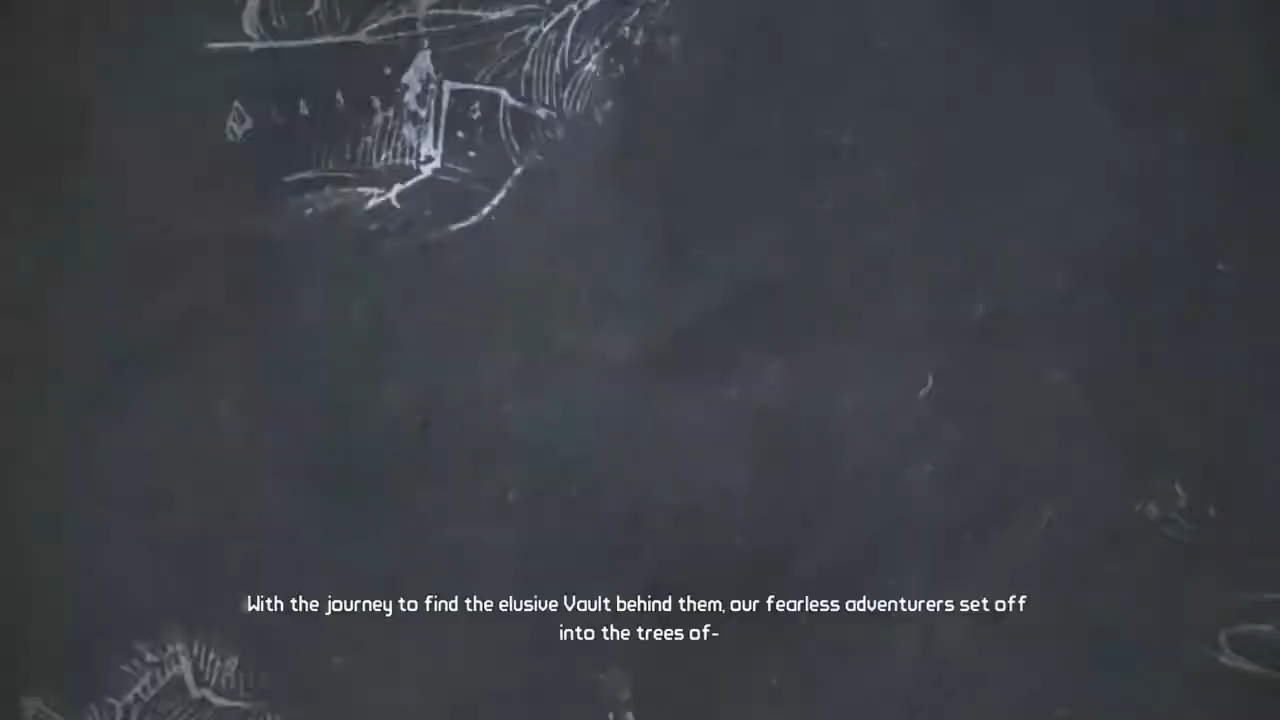 With the journey to find the elusive Vault behind them, our fearless adventurers set off
into the trees of-